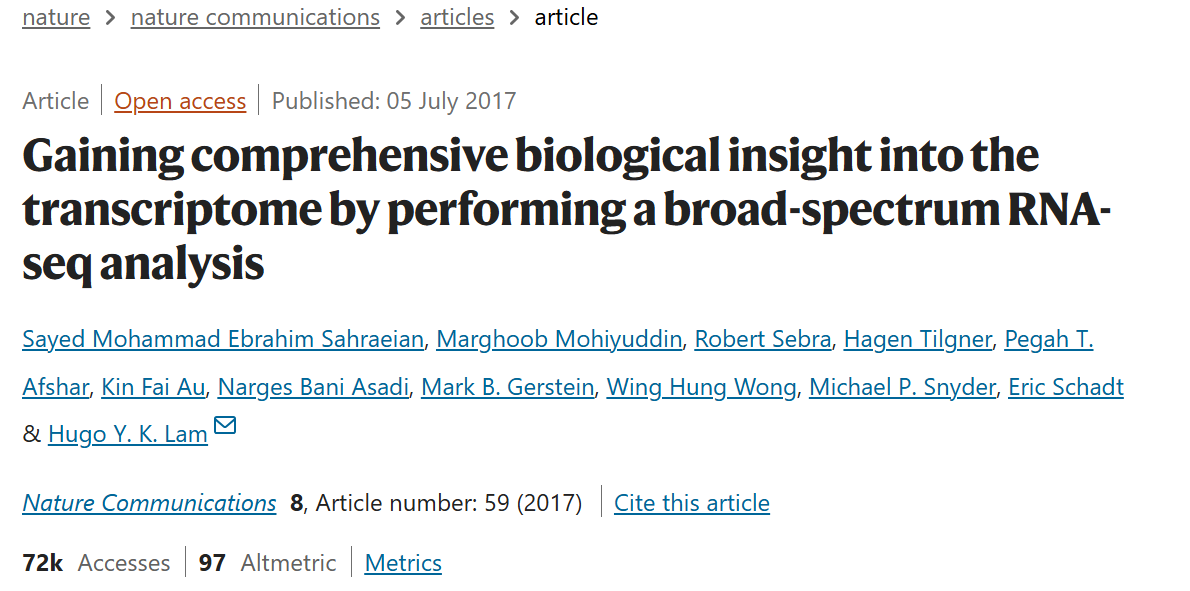 nature > nature communications > articles > article
Article | Open access | Published: 05 July 2017
Gaining comprehensive biological insight into the
transcriptome by performing a broad-spectrum RNA-
seq analysis
Sayed Mohammad Ebrahim Sahraeian, Marghoob Mohiyuddin, Robert Sebra, Hagen Tilgner, Pegah T.
Afshar, Kin Fai Au, Narges Bani Asadi, Mark B. Gerstein, Wing Hung Wong, Michael P. Snyder, Eric Schadt
& Hugo Y. K. Lam
Nature Communications 8, Article number: 59 (2017) | Cite this article
72k Accesses | 97 Altmetric | Metrics